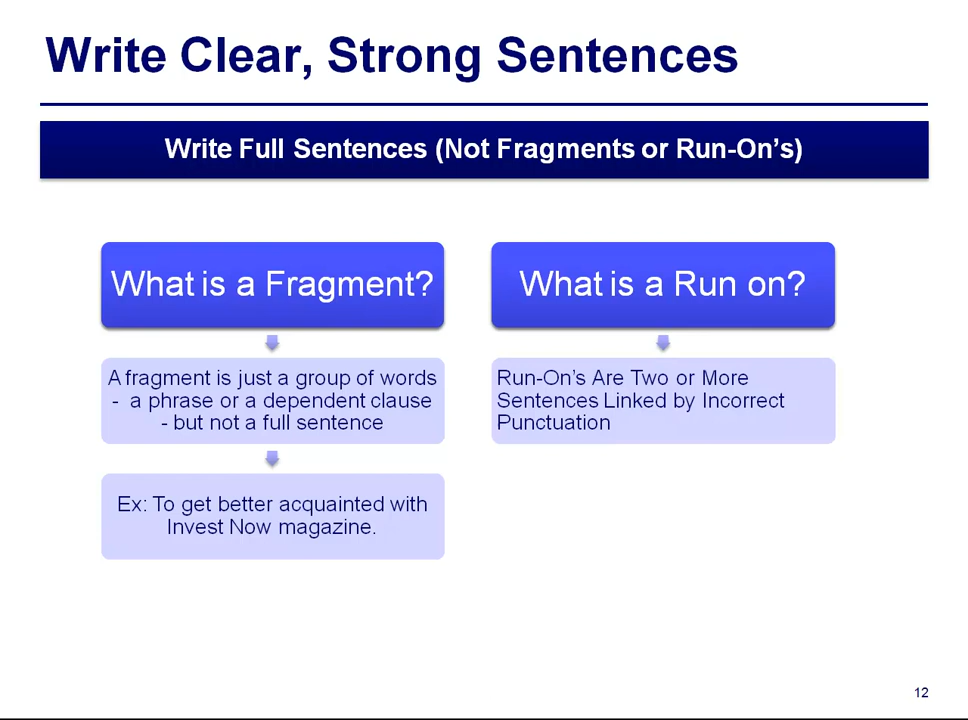 Write Clear, Strong Sentences
Write Full Sentences (Not Fragments or Run-On's)
What is a Fragment?
A fragment is just a group of words
- a phrase or a dependent clause
- but not a full sentence
Ex: To get better acquainted with
Invest Now magazine.
What is a Run on?
Run-On's Are Two or More
Sentences Linked by Incorrect
Punctuation
12